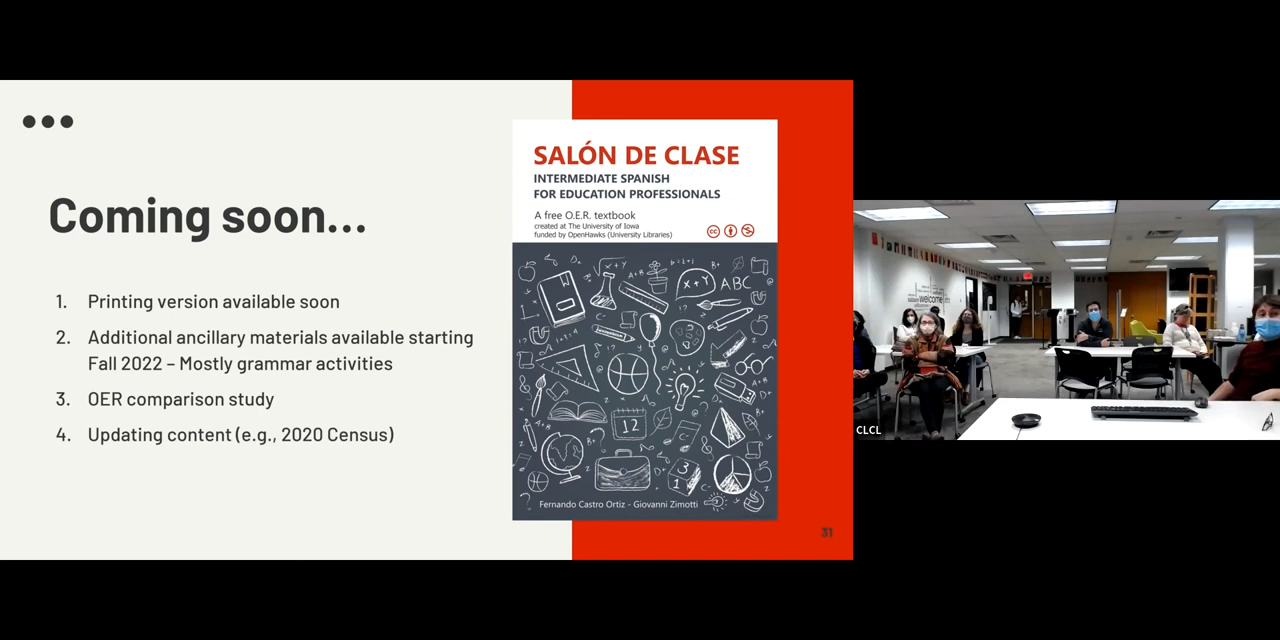 Coming soon...
1. Printing version available soon
2. Additional ancillary materials available starting
Fall 2022 – Mostly grammar activities
3. OER comparison study
4. Updating content (e.g., 2020 Census)
SALÓN DE CLASE
INTERMEDIATE SPANISH
FOR EDUCATION PROFESSIONALS
A free O.E.R. textbook
created at The University of Iowa
funded by OpenHawks (University Libraries)
cc
X+Y
ABC
12
Fernando Castro Ortiz - Giovanni Zimotti
31
welcome
CLCL